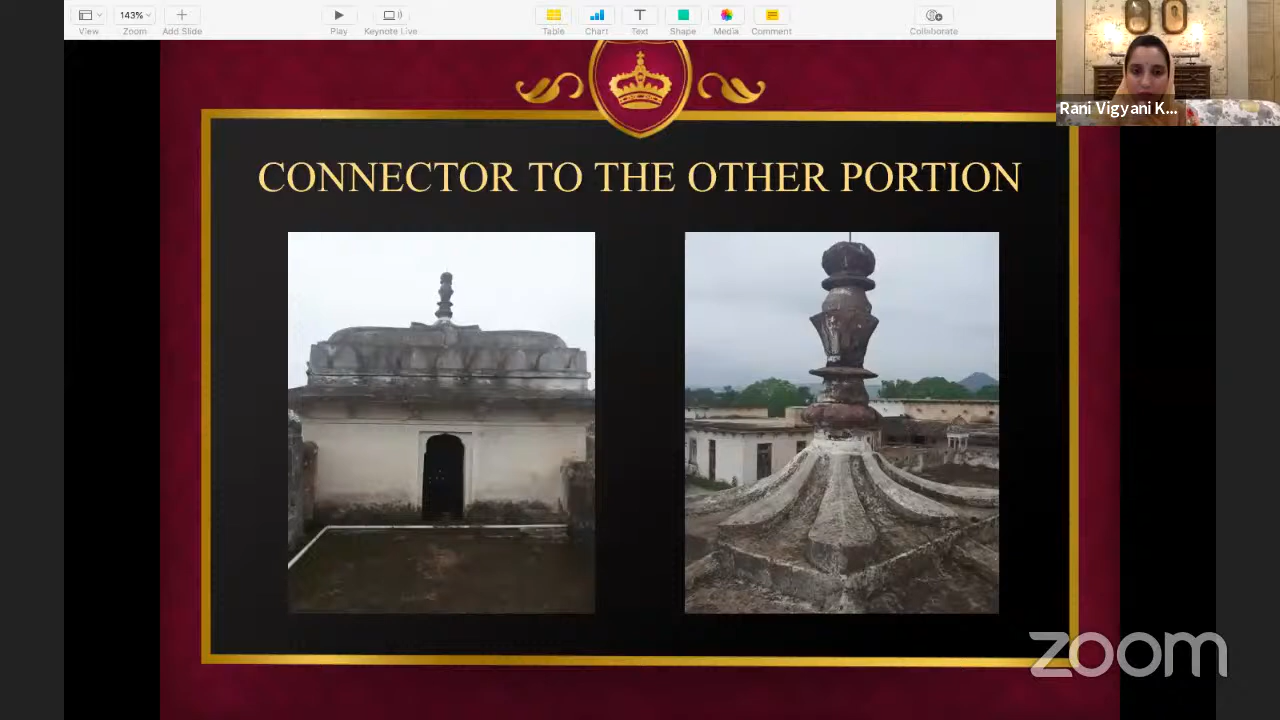 143%
View
Zoom
Add Slide
Play
Keynote Live
Table
Chart
Text
Shape
Media
Comment
Collaborate
Rani Vigyani K...
CONNECTOR TO THE OTHER PORTION
zoom